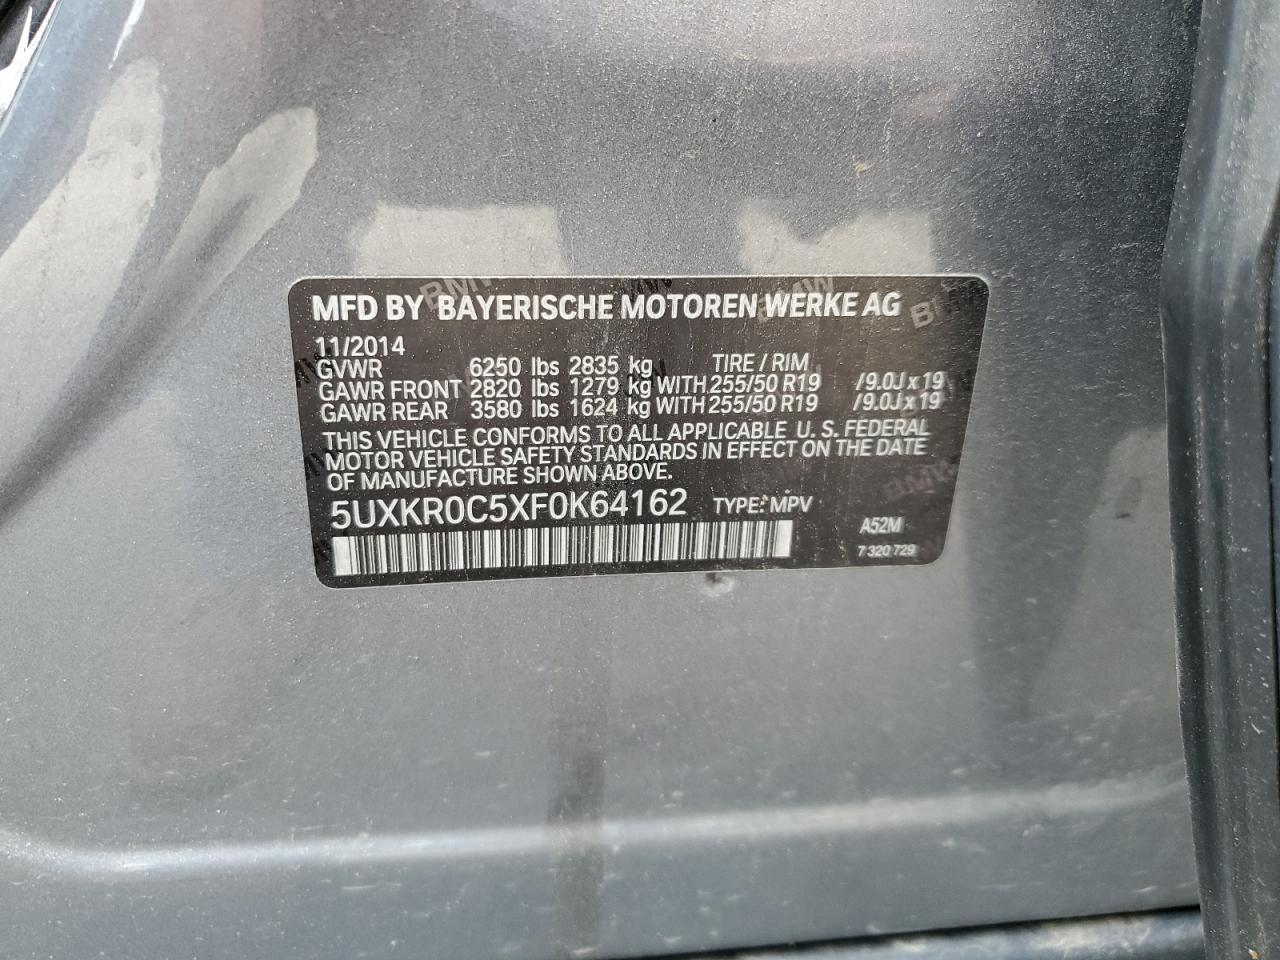 MFD BY BAYERISCHE MOTOREN WERKE AG
11/2014
GVWR 6250 lbs 2835 kg TIRE / RIM
GAWR FRONT 2820 lbs 1279 kg WITH 255/50 R19 /9.0J x 19
GAWR REAR 3580 lbs 1624 kg WITH 255/50 R19 /9.0J x 19
THIS VEHICLE CONFORMS TO ALL APPLICABLE U. S. FEDERAL
MOTOR VEHICLE SAFETY STANDARDS IN EFFECT ON THE DATE
OF MANUFACTURE SHOWN ABOVE.
5UXKR0C5XF0K64162 TYPE: MPV
A52M
7 320 729